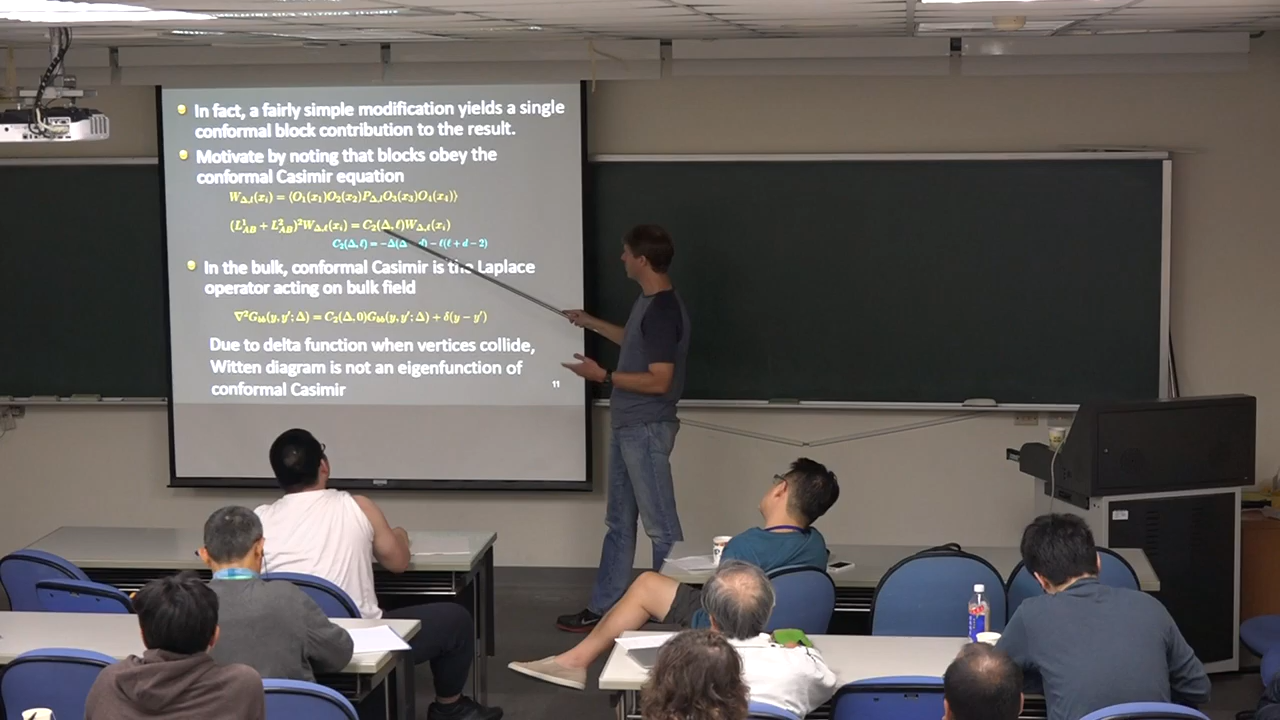 In fact, a fairly simple modification yields a single
conformal block contribution to the result.
Motivate by noting that blocks obey the
conformal Casimir equation
W_{Δ,ℓ}(x_i) = ⟨O_1(x_1)O_2(x_2)P_{Δ,ℓ}O_3(x_3)O_4(x_4)⟩
(L^1_{AB} + L^2_{AB})^2 W_{Δ,ℓ}(x_i) = C_2(Δ,ℓ)W_{Δ,ℓ}(x_i)
C_2(Δ,ℓ) = −Δ(Δ d) − ℓ(ℓ + d − 2)
In the bulk, conformal Casimir is the Laplace
operator acting on bulk field
∇^2 G_{bb}(y, y′; Δ) = C_2(Δ, 0)G_{bb}(y, y′; Δ) + δ(y − y′)
Due to delta function when vertices collide,
Witten diagram is not an eigenfunction of
conformal Casimir
11